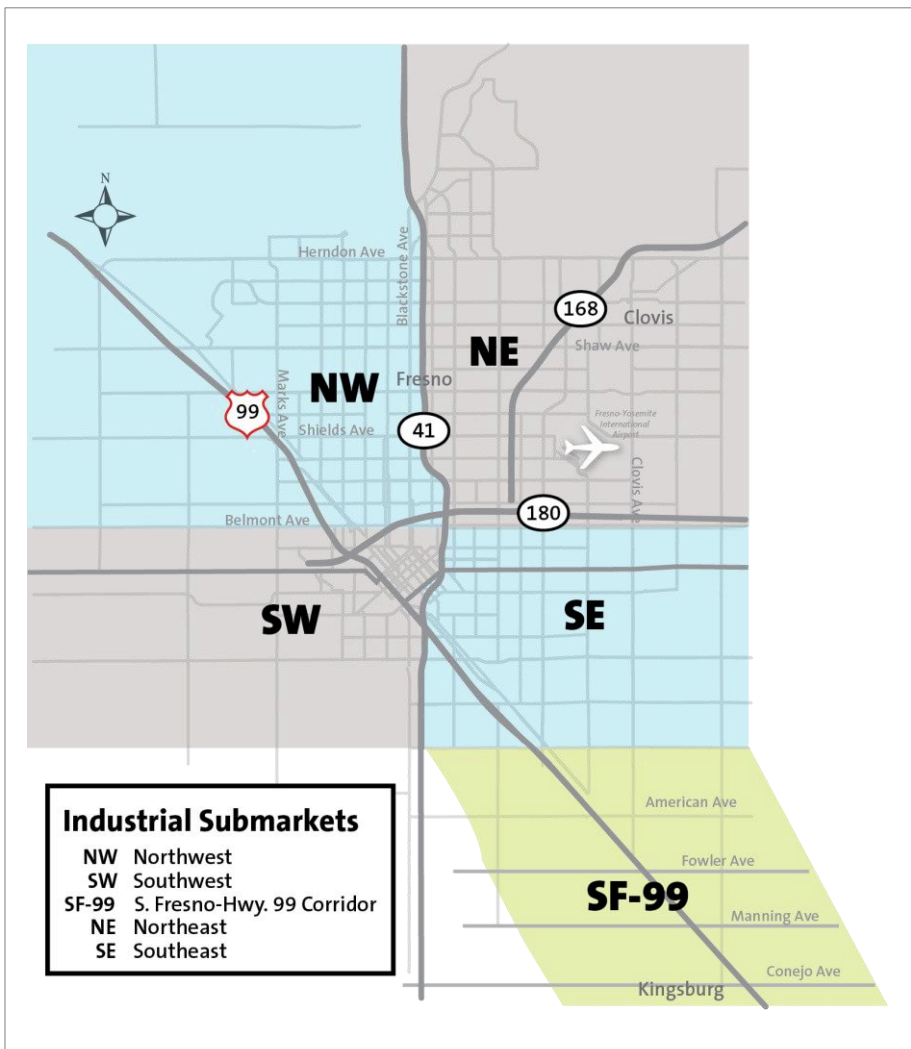 N
Herndon Ave
Blackstone Ave
168
Clovis
Shaw Ave
NE
NW
Fresno
Marks Ave
99
Shields Ave
41
Fresno-Yosemite
International
Airport
Clovis Ave
180
Belmont Ave
SW
SE
American Ave
Fowler Ave
SF-99
Manning Ave
Conejo Ave
Kingsburg
Industrial Submarkets
NW Northwest
SW Southwest
SF-99 S. Fresno-Hwy. 99 Corridor
NE Northeast
SE Southeast